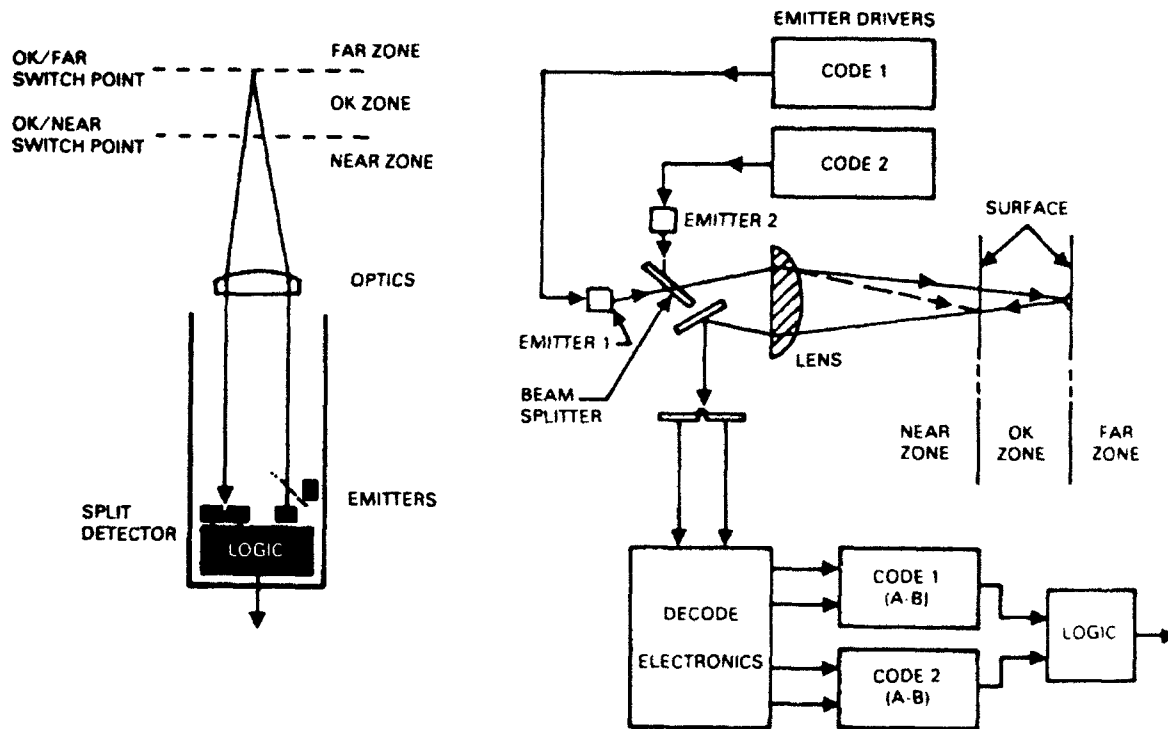 OK/FAR
SWITCH POINT
FAR ZONE
OK ZONE
OK/NEAR
SWITCH POINT
NEAR ZONE
OPTICS
EMITTERS
SPLIT
DETECTOR
LOGIC
EMITTER DRIVERS
CODE 1
CODE 2
EMITTER 2
SURFACE
EMITTER 1
LENS
BEAM
SPLITTER
NEAR
ZONE
OK
ZONE
FAR
ZONE
DECODE
ELECTRONICS
CODE 1
(A-B)
CODE 2
(A-B)
LOGIC